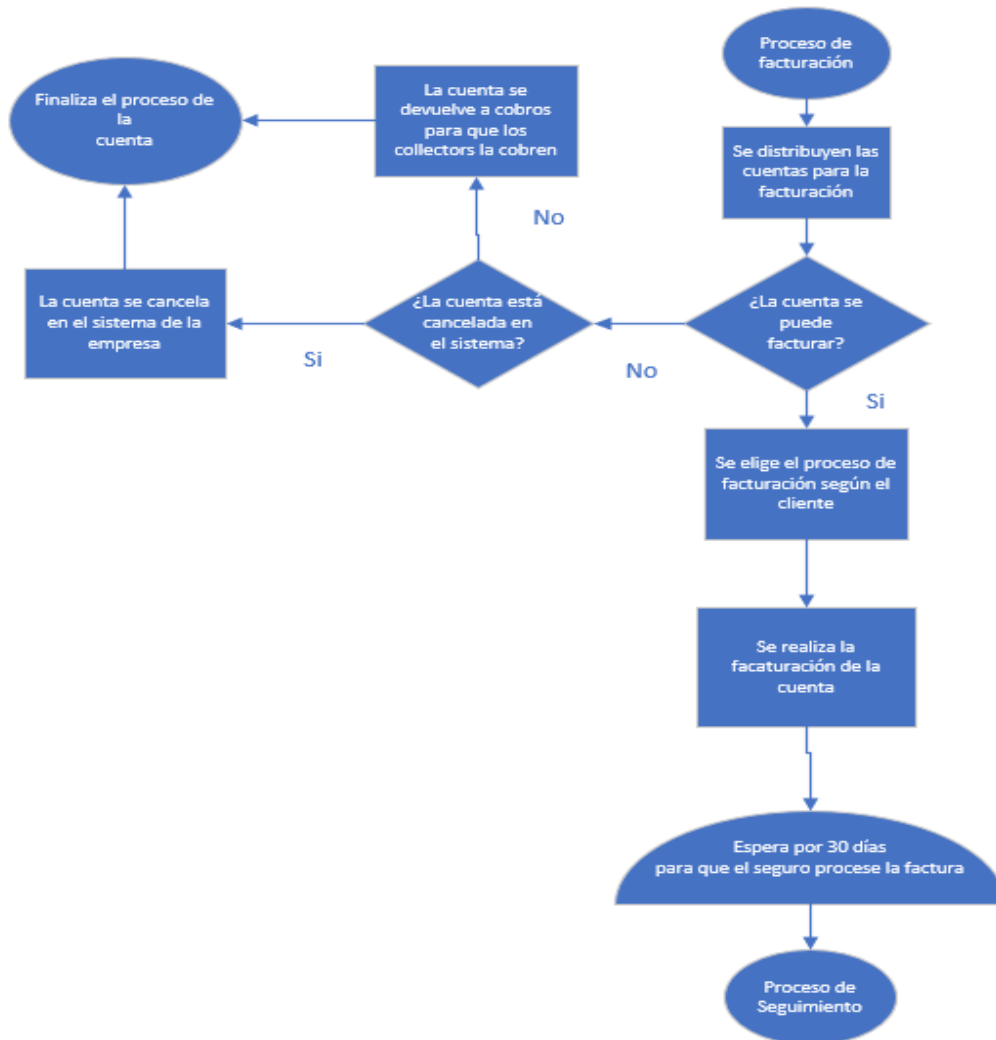 Proceso de
facturación
Finaliza el proceso de
la
cuenta
La cuenta se
devuelve a cobros
para que los
collectors la cobren
Se distribuyen las
cuentas para la
facturación
No
La cuenta se cancela
en el sistema de la
empresa
¿La cuenta está
cancelada en
el sistema?
¿La cuenta se
puede
facturar?
Si
No
Si
Se elige el proceso de
facturación según el
cliente
Se realiza la
facaturación de la
cuenta
Espera por 30 días
para que el seguro procese la factura
Proceso de
Seguimiento